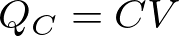 Q_C = CV